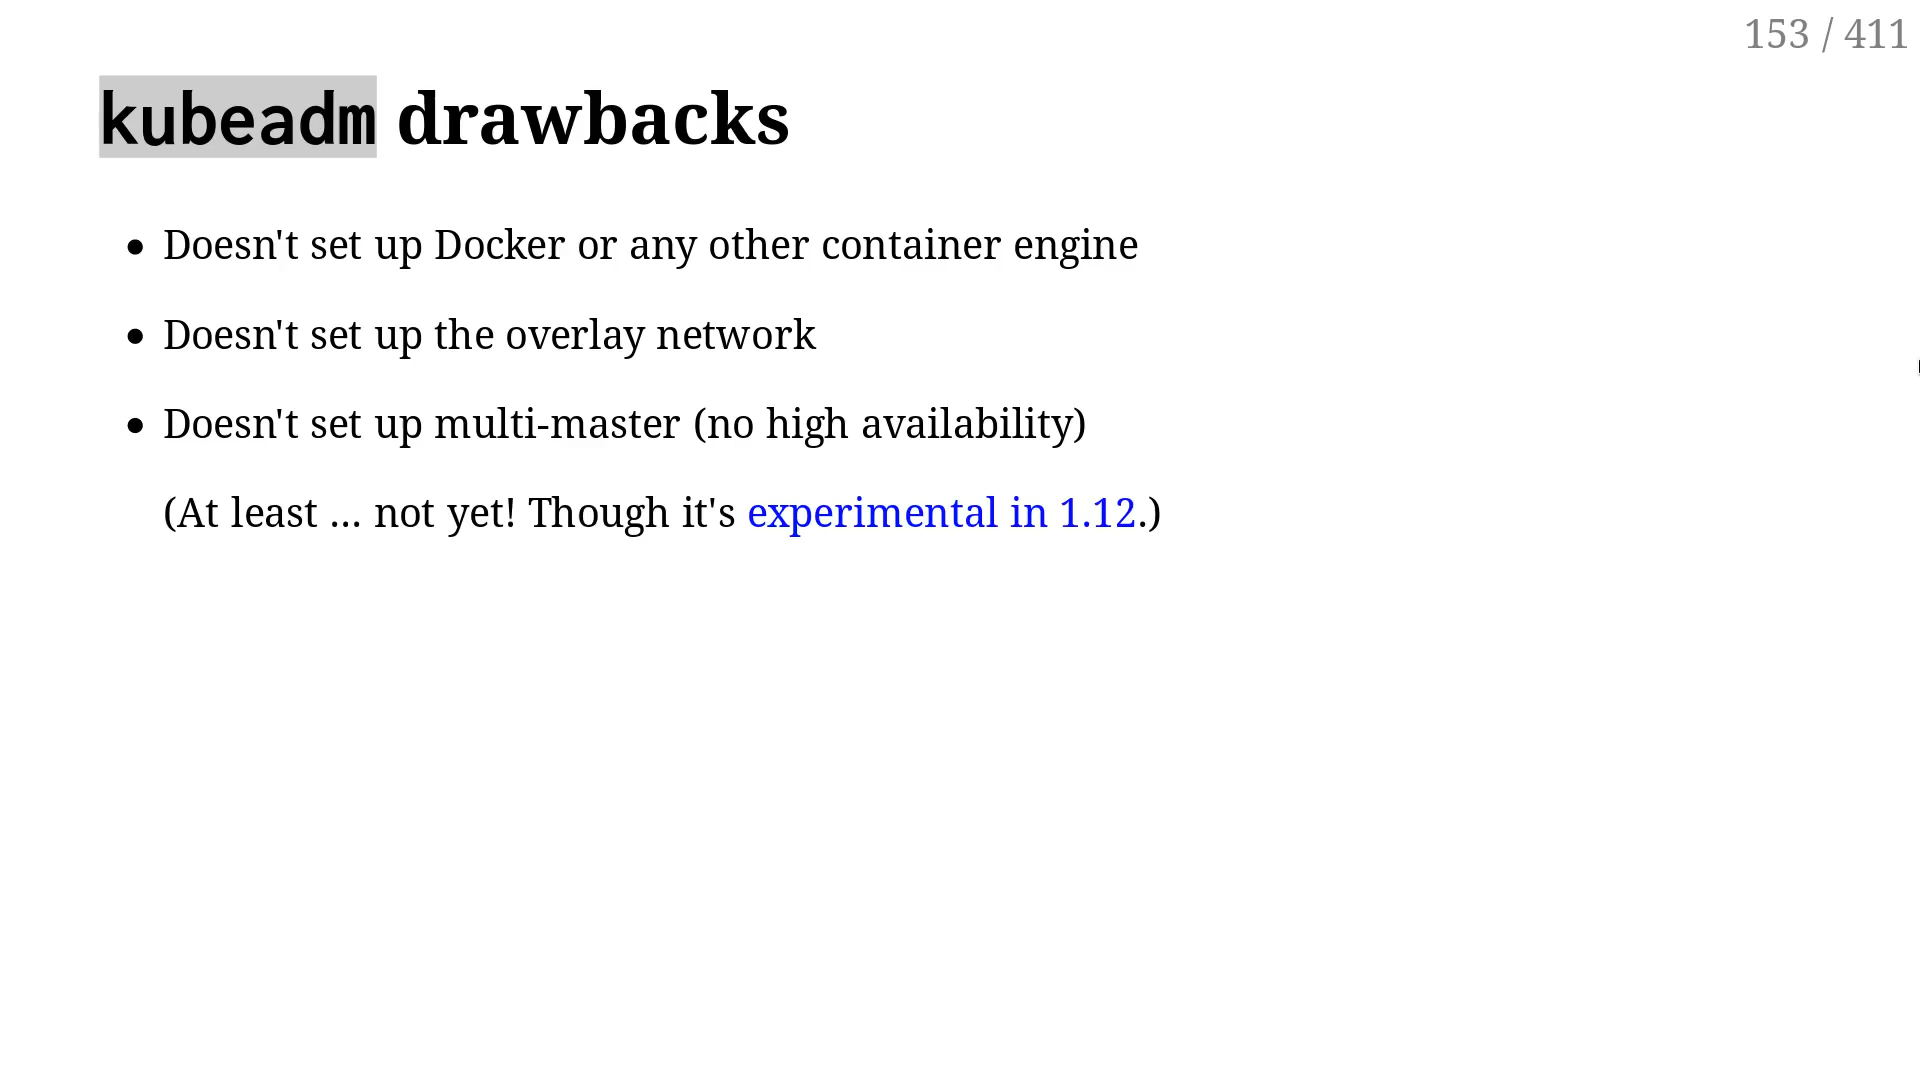 153 / 411
kubeadm drawbacks
Doesn't set up Docker or any other container engine
Doesn't set up the overlay network
Doesn't set up multi-master (no high availability)
(At least ... not yet! Though it's experimental in 1.12.)